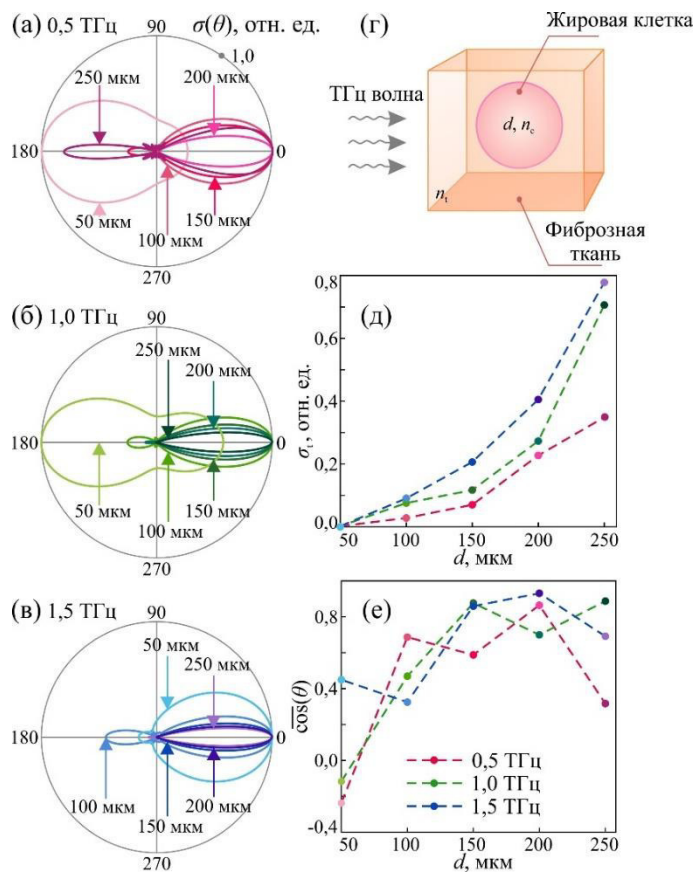 (а) 0,5 ТГц
90
σ(θ), отн. ед.
1,0
250 мкм
200 мкм
180
0
50 мкм
100 мкм
150 мкм
270
(б) 1,0 ТГц
90
250 мкм
200 мкм
180
0
50 мкм
100 мкм
150 мкм
270
(в) 1,5 ТГц
90
50 мкм
250 мкм
180
0
100 мкм
150 мкм
200 мкм
270
(г)
Жировая клетка
ТГц волна
d, nc
nt
Фиброзная
ткань
(д)
0,8
0,6
0,4
0,2
0,0
σt, отн. ед.
50
100
150
200
250
d, мкм
(е)
0,8
0,4
0,0
-0,4
cos(θ)
0,5 ТГц
1,0 ТГц
1,5 ТГц
50
100
150
200
250
d, мкм